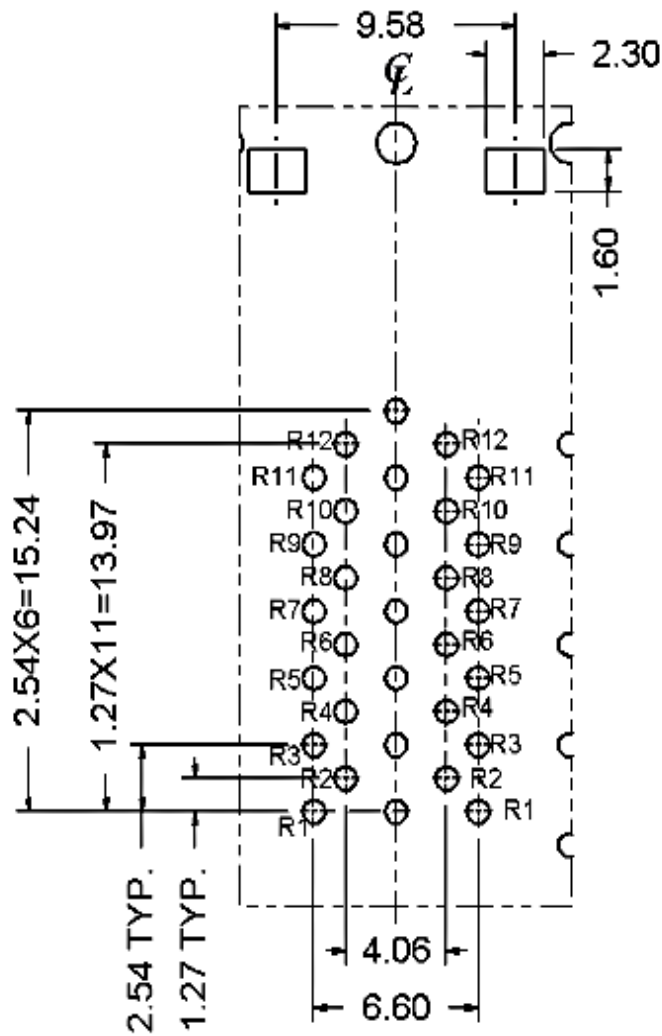 9.58
℄
2.30
1.60
R12 R12
R11 R11
R10 R10
R9 R9
R8 R8
R7 R7
R6 R6
R5 R5
R4 R4
R3 R3
R2 R2
R1 R1
2.54X6=15.24
1.27X11=13.97
2.54 TYP.
1.27 TYP.
4.06
6.60